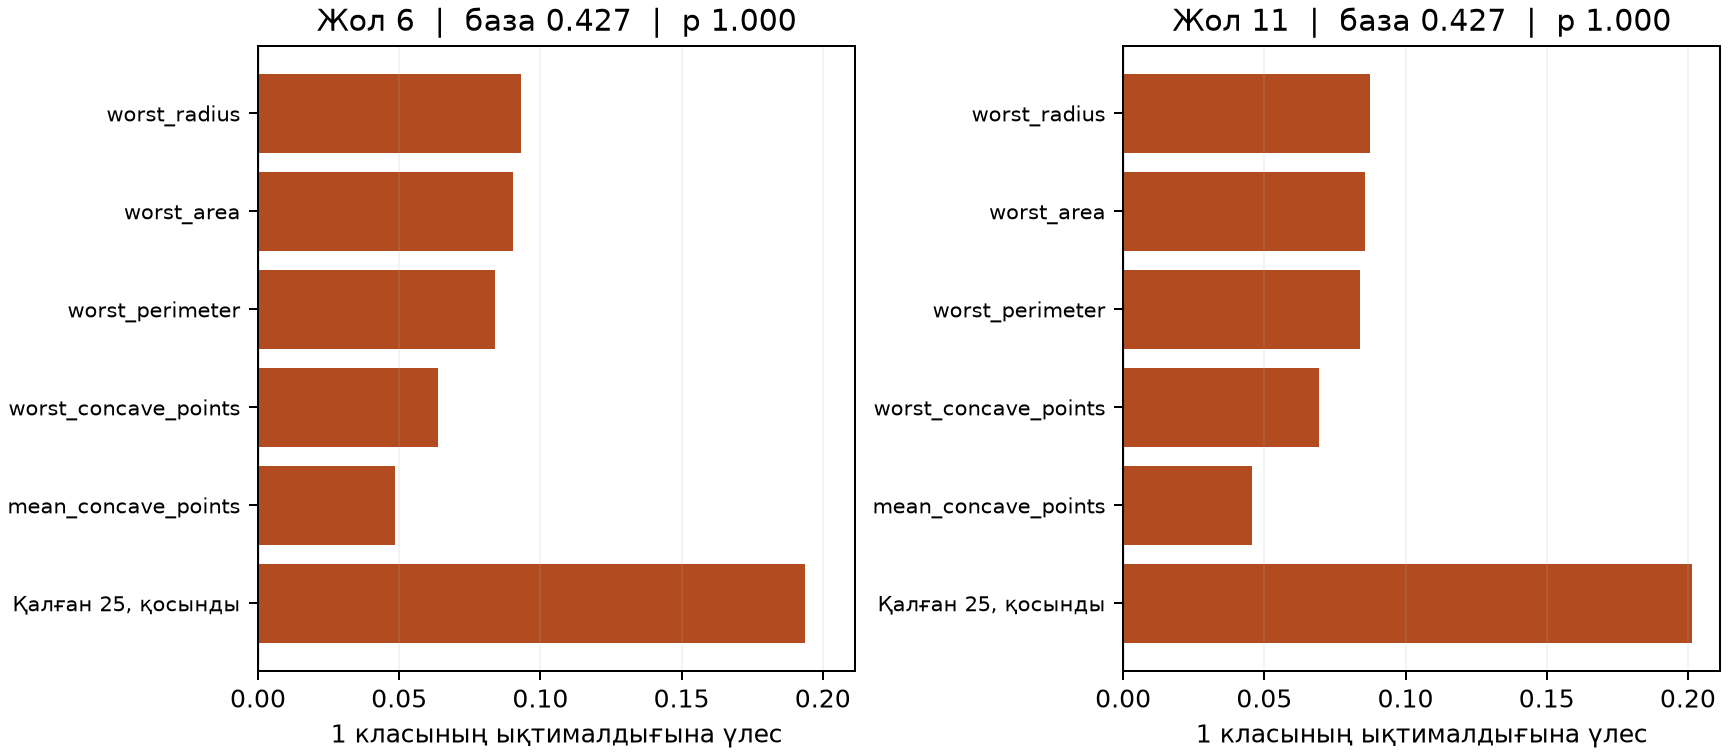 Жол 6 | база 0.427 | p 1.000
worst_radius
worst_area
worst_perimeter
worst_concave_points
mean_concave_points
Қалған 25, қосынды
0.00 0.05 0.10 0.15 0.20
1 класының ықтималдығына үлес
Жол 11 | база 0.427 | p 1.000
worst_radius
worst_area
worst_perimeter
worst_concave_points
mean_concave_points
Қалған 25, қосынды
0.00 0.05 0.10 0.15 0.20
1 класының ықтималдығына үлес